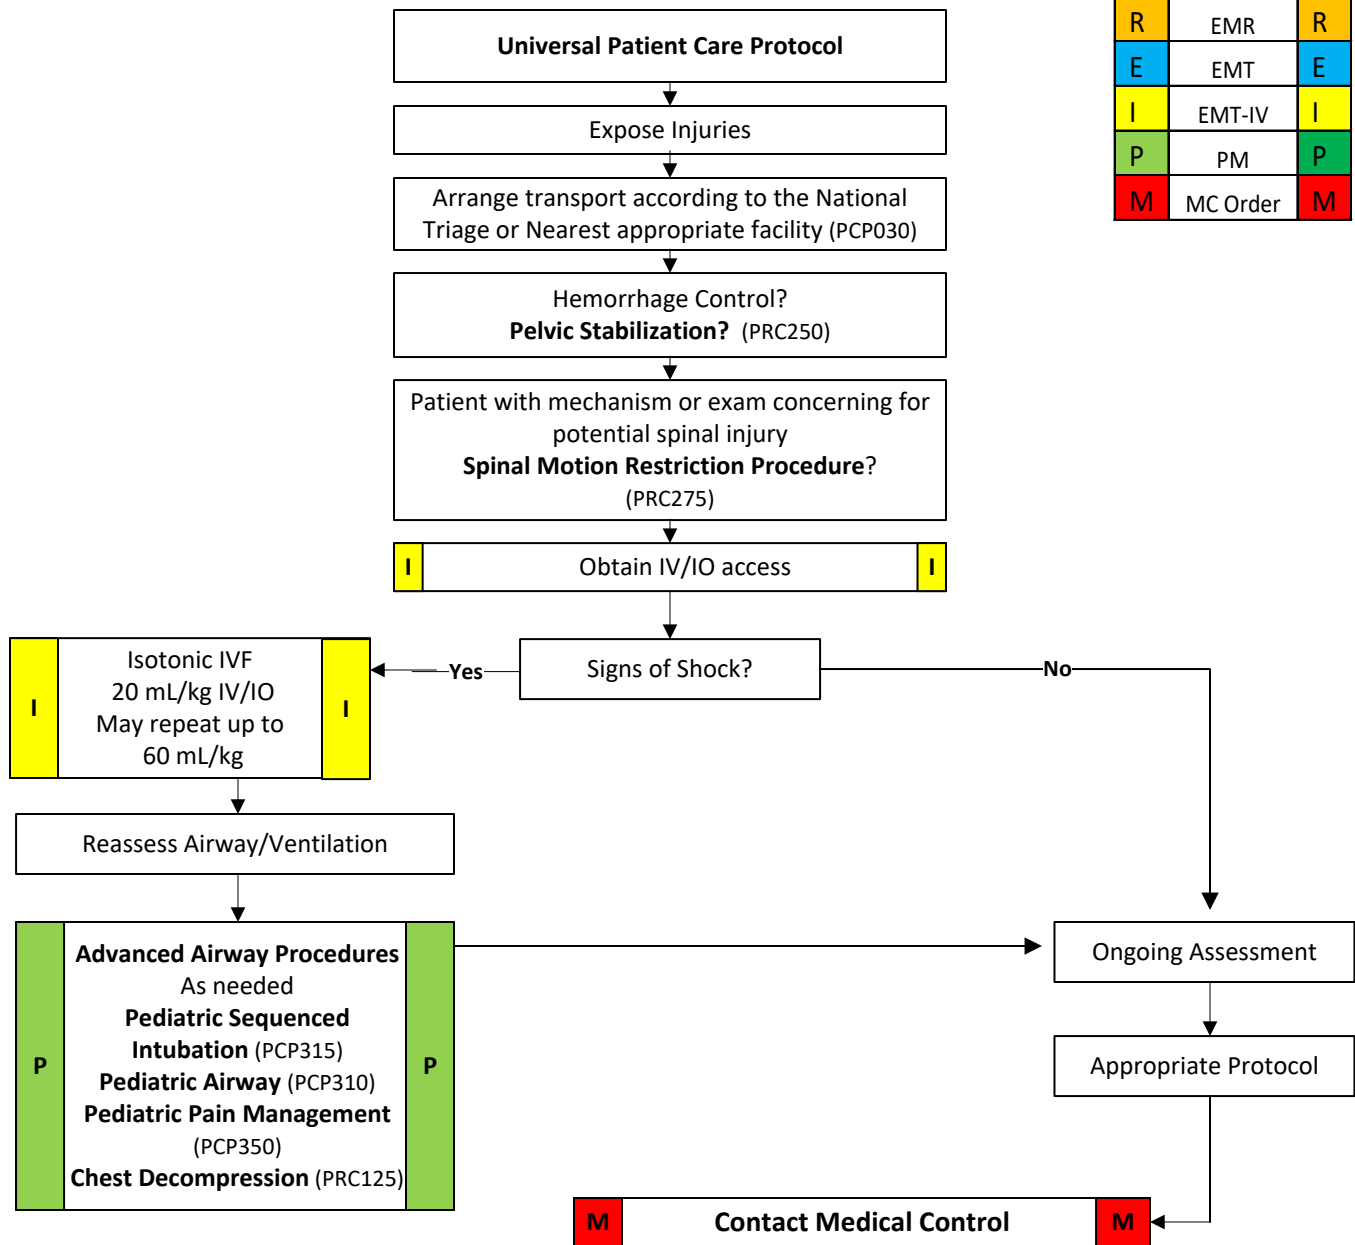 Universal Patient Care Protocol
R EMR R
E EMT E
I EMT-IV I
P PM P
M MC Order M
Expose Injuries
Arrange transport according to the National
Triage or Nearest appropriate facility (PCP030)
Hemorrhage Control?
Pelvic Stabilization? (PRC250)
Patient with mechanism or exam concerning for
potential spinal injury
Spinal Motion Restriction Procedure?
(PRC275)
I Obtain IV/IO access I
Signs of Shock?
Yes
No
Isotonic IVF
20 mL/kg IV/IO
I May repeat up to I
60 mL/kg
Reassess Airway/Ventilation
Advanced Airway Procedures
As needed
Pediatric Sequenced
Intubation (PCP315)
P Pediatric Airway (PCP310) P
Pediatric Pain Management
(PCP350)
Chest Decompression (PRC125)
Ongoing Assessment
Appropriate Protocol
M Contact Medical Control M